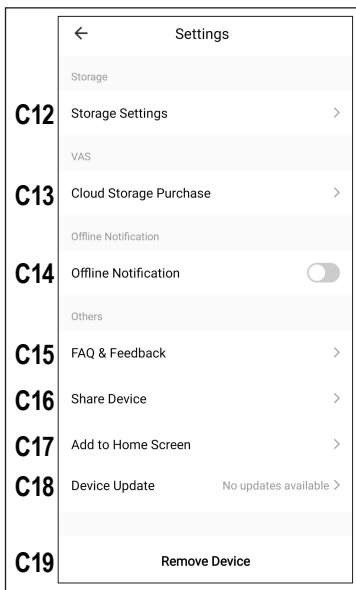 Settings
Storage
C12 Storage Settings
VAS
C13 Cloud Storage Purchase
Offline Notification
C14 Offline Notification
Others
C15 FAQ & Feedback
C16 Share Device
C17 Add to Home Screen
C18 Device Update No updates available
C19 Remove Device